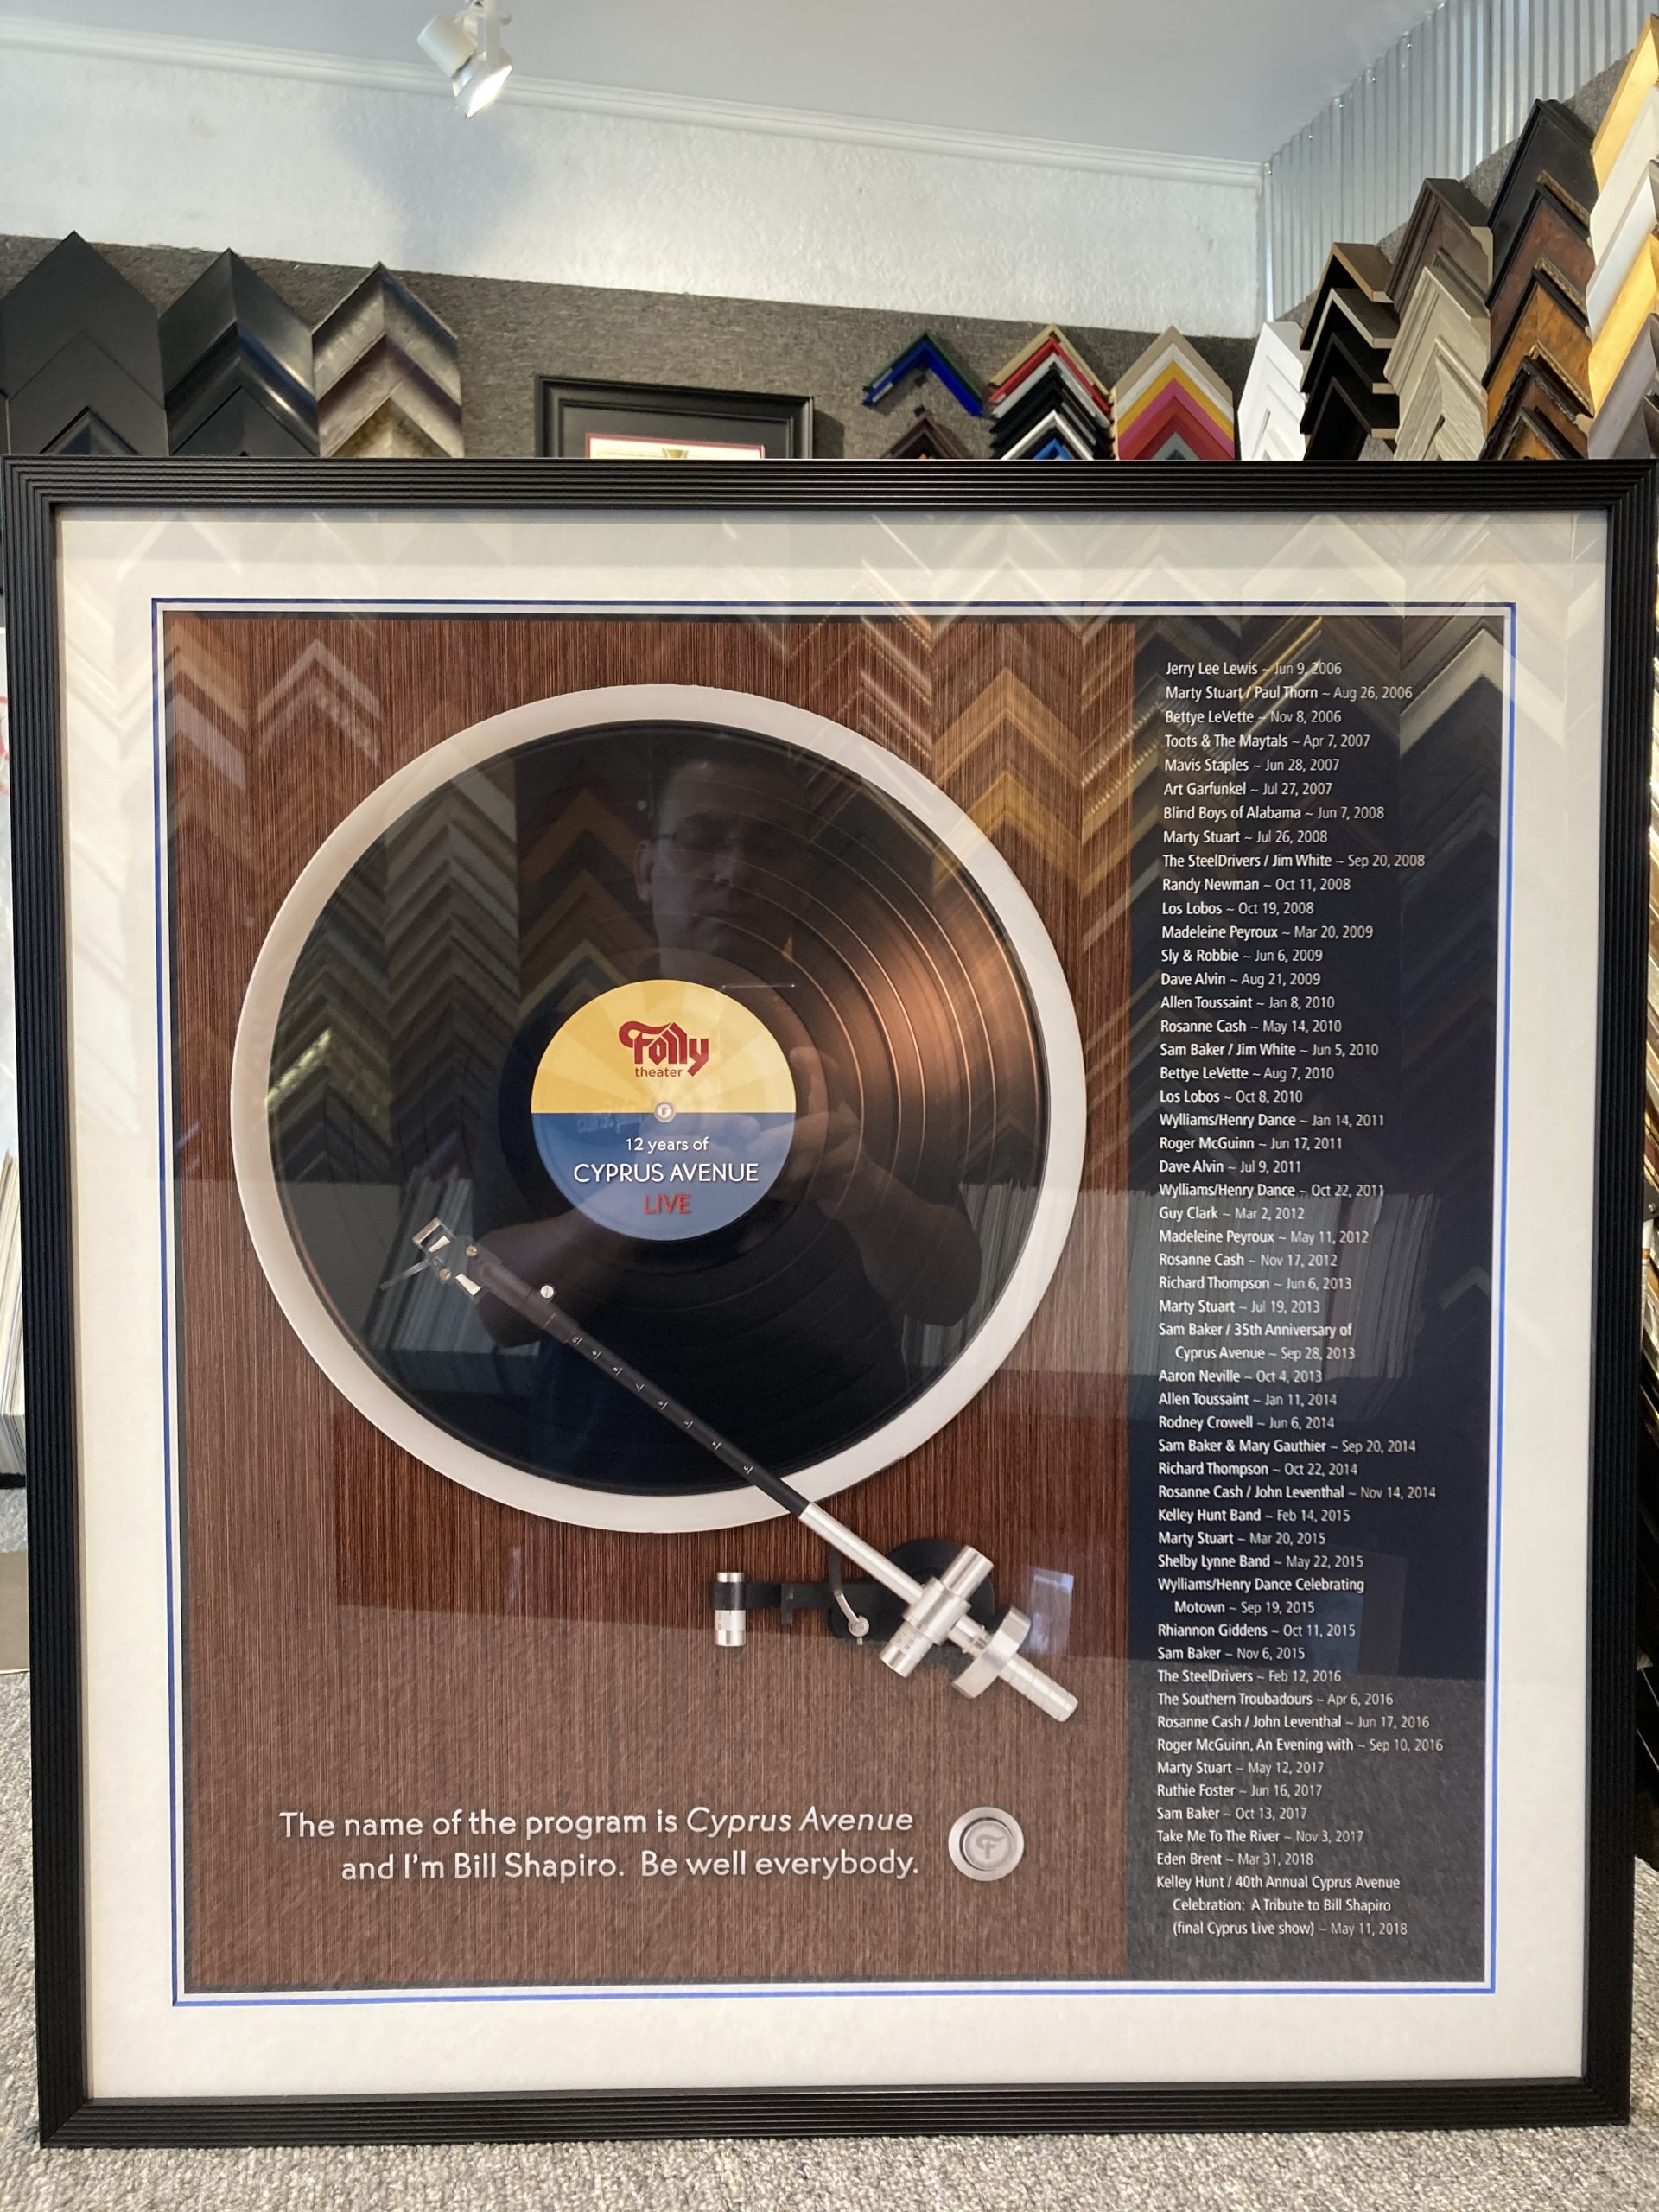 Folly
theater
12 years of
CYPRUS AVENUE
LIVE
The name of the program is Cyprus Avenue
and I'm Bill Shapiro. Be well everybody.
Jerry Lee Lewis ~ Jun 9, 2006
Marty Stuart / Paul Thorn ~ Aug 26, 2006
Bettye LeVette ~ Nov 8, 2006
Toots & The Maytals ~ Apr 7, 2007
Mavis Staples ~ Jun 28, 2007
Art Garfunkel ~ Jul 27, 2007
Blind Boys of Alabama ~ Jun 7, 2008
Marty Stuart ~ Jul 26, 2008
The SteelDrivers / Jim White ~ Sep 20, 2008
Randy Newman ~ Oct 11, 2008
Los Lobos ~ Oct 19, 2008
Madeleine Peyroux ~ Mar 20, 2009
Sly & Robbie ~ Jun 6, 2009
Dave Alvin ~ Aug 21, 2009
Allen Toussaint ~ Jan 8, 2010
Rosanne Cash ~ May 14, 2010
Sam Baker / Jim White ~ Jun 5, 2010
Bettye LeVette ~ Aug 7, 2010
Los Lobos ~ Oct 8, 2010
Wylliams/Henry Dance ~ Jan 14, 2011
Roger McGuinn ~ Jun 17, 2011
Dave Alvin ~ Jul 9, 2011
Wylliams/Henry Dance ~ Oct 22, 2011
Guy Clark ~ Mar 2, 2012
Madeleine Peyroux ~ May 11, 2012
Rosanne Cash ~ Nov 17, 2012
Richard Thompson ~ Jun 6, 2013
Marty Stuart ~ Jul 19, 2013
Sam Baker / 35th Anniversary of
Cyprus Avenue ~ Sep 28, 2013
Aaron Neville ~ Oct 4, 2013
Allen Toussaint ~ Jan 11, 2014
Rodney Crowell ~ Jun 6, 2014
Sam Baker & Mary Gauthier ~ Sep 20, 2014
Richard Thompson ~ Oct 22, 2014
Rosanne Cash / John Leventhal ~ Nov 14, 2014
Kelley Hunt Band ~ Feb 14, 2015
Marty Stuart ~ Mar 20, 2015
Shelby Lynne Band ~ May 22, 2015
Wylliams/Henry Dance Celebrating
Motown ~ Sep 19, 2015
Rhiannon Giddens ~ Oct 11, 2015
Sam Baker ~ Nov 6, 2015
The SteelDrivers ~ Feb 12, 2016
The Southern Troubadours ~ Apr 6, 2016
Rosanne Cash / John Leventhal ~ Jun 17, 2016
Roger McGuinn, An Evening with ~ Sep 10, 2016
Marty Stuart ~ May 12, 2017
Ruthie Foster ~ Jun 16, 2017
Sam Baker ~ Oct 13, 2017
Take Me To The River ~ Nov 3, 2017
Eden Brent ~ Mar 31, 2018
Kelley Hunt / 40th Annual Cyprus Avenue
Celebration: A Tribute to Bill Shapiro
(final Cyprus Live show) ~ May 11, 2018